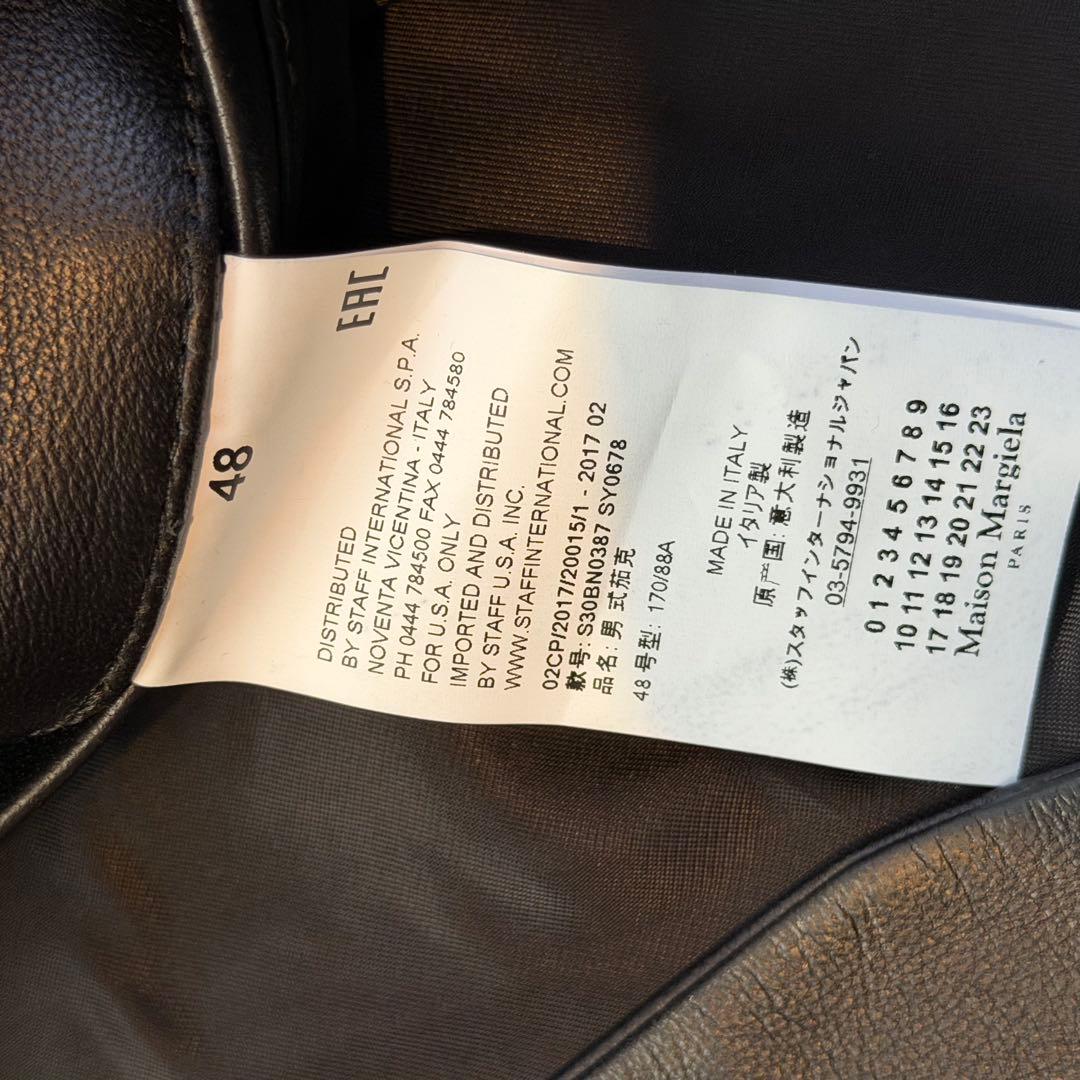 48
EAC
DISTRIBUTED
BY STAFF INTERNATIONAL S.P.A.
NOVENTA VICENTINA - ITALY
PH 0444 784500 FAX 0444 784580
FOR U.S.A. ONLY
IMPORTED AND DISTRIBUTED
BY STAFF U.S.A. INC.
WWW.STAFFINTERNATIONAL.COM
02CP/2017/20015/1 - 2017 02
款号: S30BN0387 SY0678
品名: 男 式茄克
48 号型: 170/88A
MADE IN ITALY
イタリア製
原产国: 意大利製造
(株)スタッフインターナショナルジャパン
03-5794-9931
0 1 2 3 4 5 6 7 8 9
10 11 12 13 14 15 16
17 18 19 20 21 22 23
Maison Margiela
PARIS